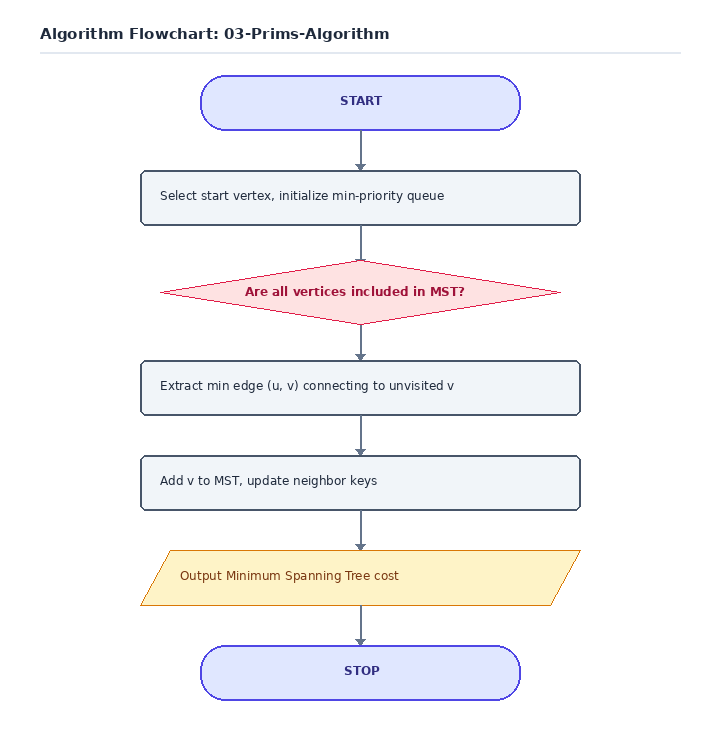 Algorithm Flowchart: 03-Prims-Algorithm
START
Select start vertex, initialize min-priority queue
Are all vertices included in MST?
Extract min edge (u, v) connecting to unvisited v
Add v to MST, update neighbor keys
Output Minimum Spanning Tree cost
STOP